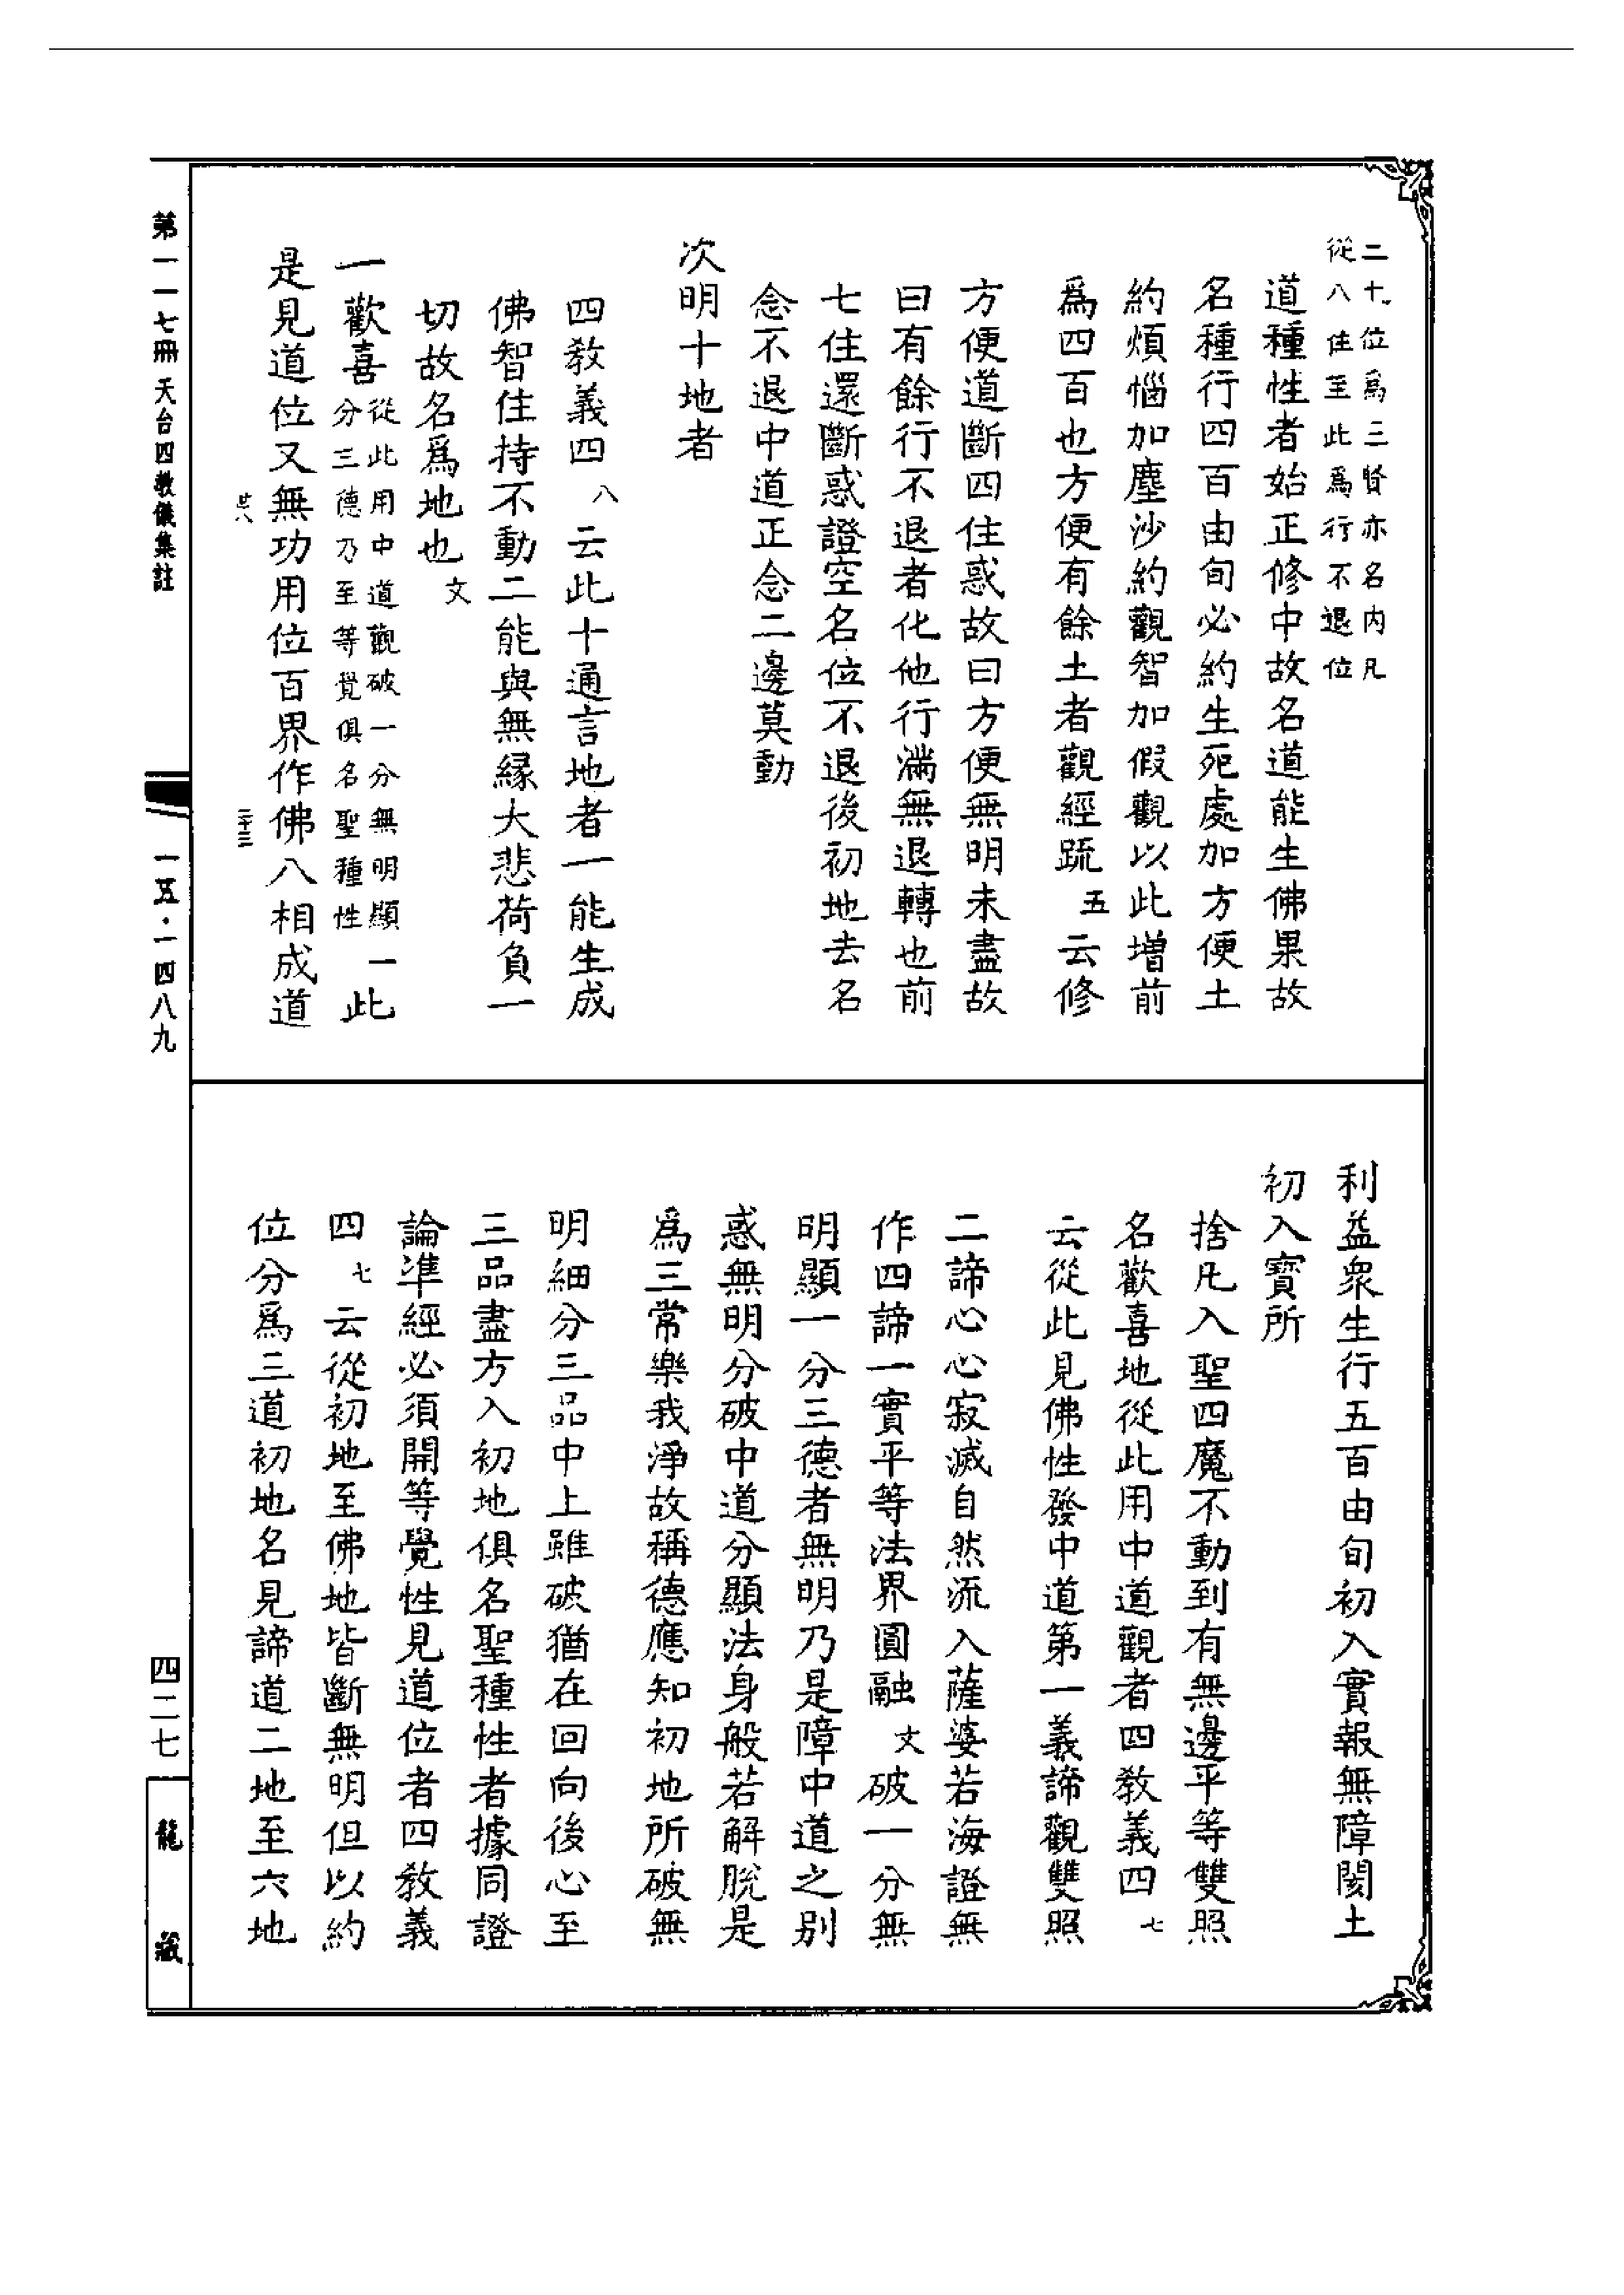 二十位爲三賢亦名內凡
從八住至此爲行不退位
道種性者始正修中故名道能生佛果故
名種行四百由旬必約生死處加方便土
約煩惱加塵沙約觀智加假觀以此增前
爲四百也方便有餘土者觀經䟽五云修
方便道斷四住惑故曰方便無明未盡故
曰有餘行不退者化他行滿無退轉也前
七住還斷惑證空名位不退後初地去名
念不退中道正念二邊莫動
次明十地者
四教義四八云此十通言地者一能生成
佛智住持不動二能與無縁大悲荷負一
切故名爲地也文
一歡喜從此用中道觀破一分無明顯一
分三德乃至等覺俱名聖種性此
是見道位又無功用位百界作佛八相成道
利益衆生行五百由旬初入實報無障閡土
初入寶所
捨凡入聖四魔不動到有無邊平等雙照
名歡喜地從此用中道觀者四教義四七
云從此見佛性發中道第一義諦觀雙照
二諦心心寂滅自然流入薩婆若海證無
作四諦一實平等法界圓融文破一分無
明顯一分三德者無明乃是障中道之別
惑無明分破中道分顯法身般若解脫是
爲三常樂我淨故稱德應知初地所破無
明細分三品中上雖破猶在回向後心至
三品盡方入初地俱名聖種性者據同證
論準經必須開等覺性見道位者四教義
四七云從初地至佛地皆斷無明但以約
位分爲三道初地名見諦道二地至六地
第一一七冊 天台四教儀集註
一五·一四八九
四二七
龍藏